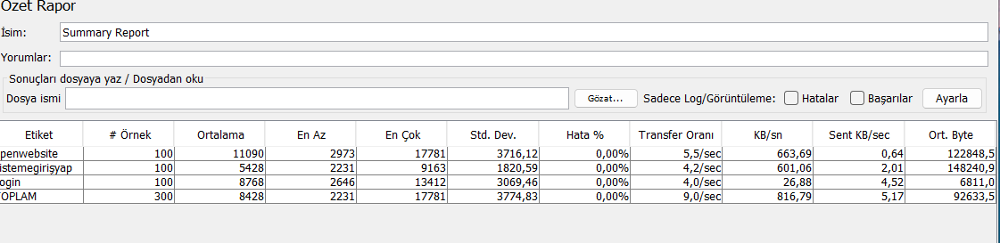 Özet Rapor
İsim: Summary Report
Yorumlar:
Sonuçları dosyaya yaz / Dosyadan oku
Dosya ismi Gözat... Sadece Log/Görüntüleme: Hatalar Başarılar Ayarla
Etiket # Örnek Ortalama En Az En Çok Std. Dev. Hata % Transfer Oranı KB/sn Sent KB/sec Ort. Byte
penwebsite 100 11090 2973 17781 3716,12 0,00% 5,5/sec 663,69 0,64 122848,5
istemegirişyap 100 5428 2231 9163 1820,59 0,00% 4,2/sec 601,06 2,01 148240,9
ogin 100 8768 2646 13412 3069,46 0,00% 4,0/sec 26,88 4,52 6811,0
TOPLAM 300 8428 2231 17781 3774,83 0,00% 9,0/sec 816,79 5,17 92633,5